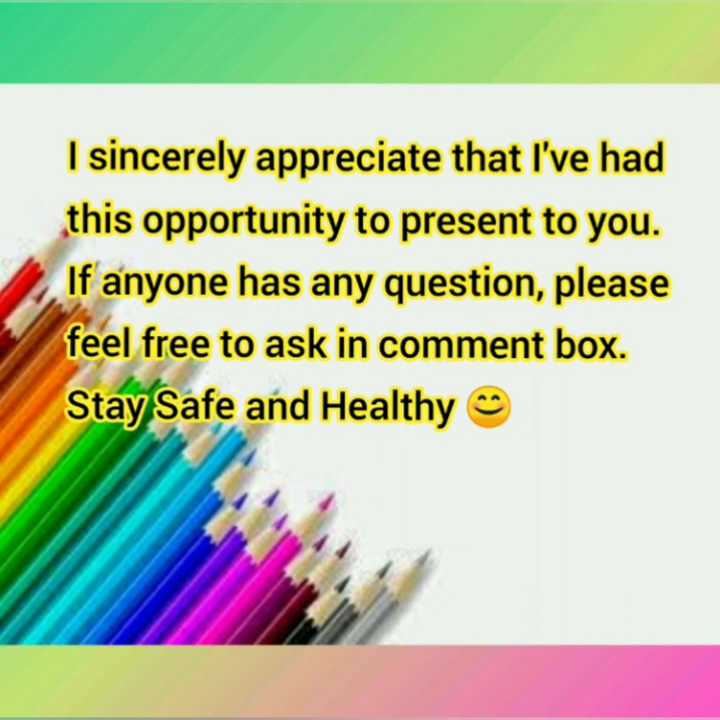 I sincerely appreciate that I've had
this opportunity to present to you.
If anyone has any question, please
feel free to ask in comment box.
Stay Safe and Healthy 😊